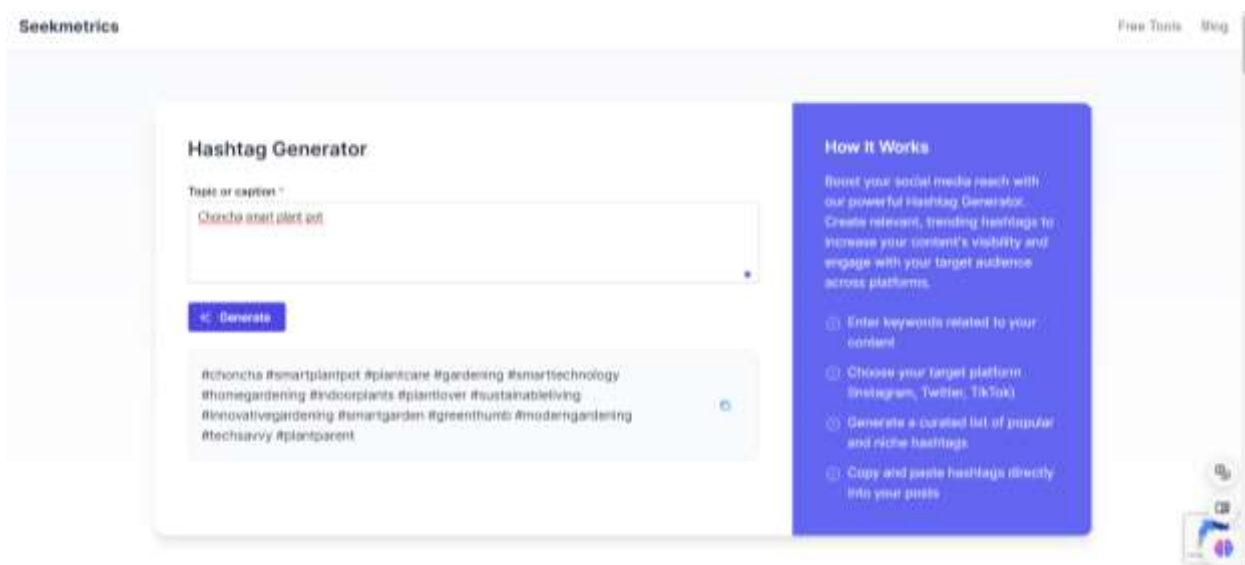 Seekmetrics
Free Tools Blog
Hashtag Generator
Topic or caption *
Choncha smart plant pot
Generate
#choncha #smartplantpot #plantcare #gardening #smarttechnology
#homegardening #indoorplants #plantlover #sustainableliving
#innovativegardening #smartgarden #greenthumb #moderngardening
#techsavvy #plantparent
How It Works
Boost your social media reach with
our powerful Hashtag Generator.
Create relevant, trending hashtags to
increase your content's visibility and
engage with your target audience
across platforms.
Enter keywords related to your
content
Choose your target platform
(Instagram, Twitter, TikTok)
Generate a curated list of popular
and niche hashtags
Copy and paste hashtags directly
into your posts